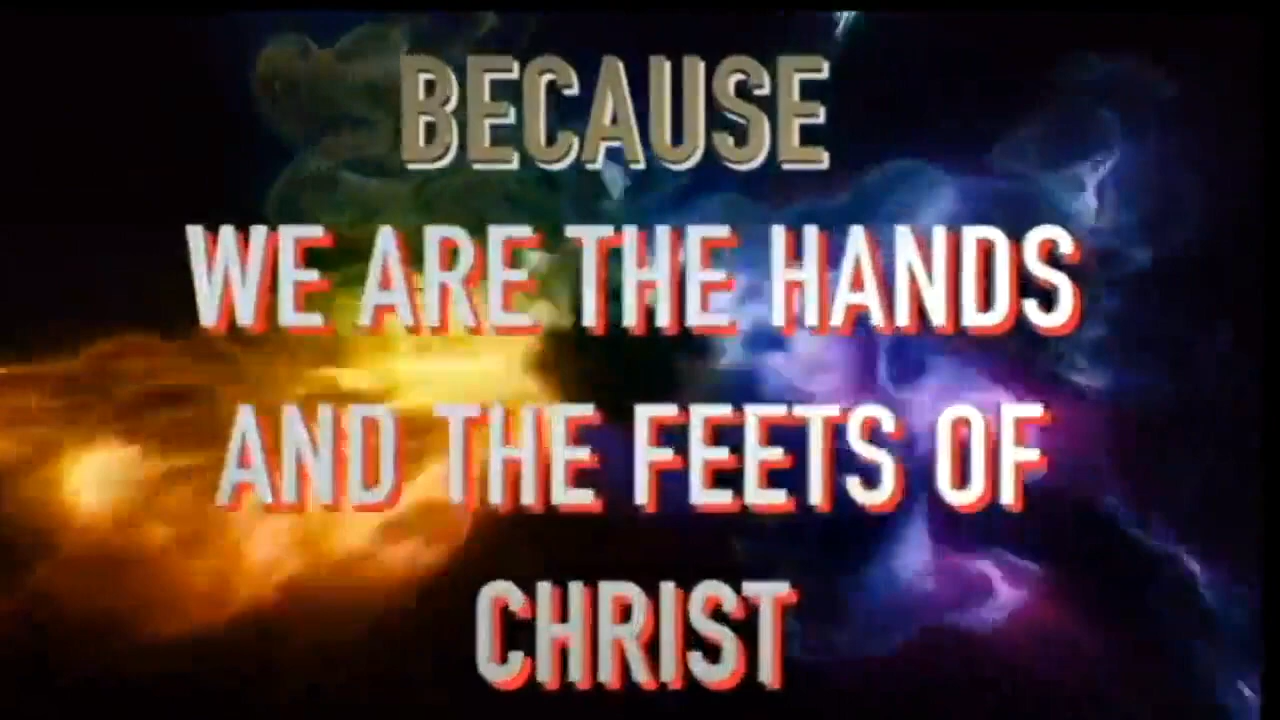 BECAUSE
WE ARE THE HANDS
AND THE FEETS OF
CHRIST